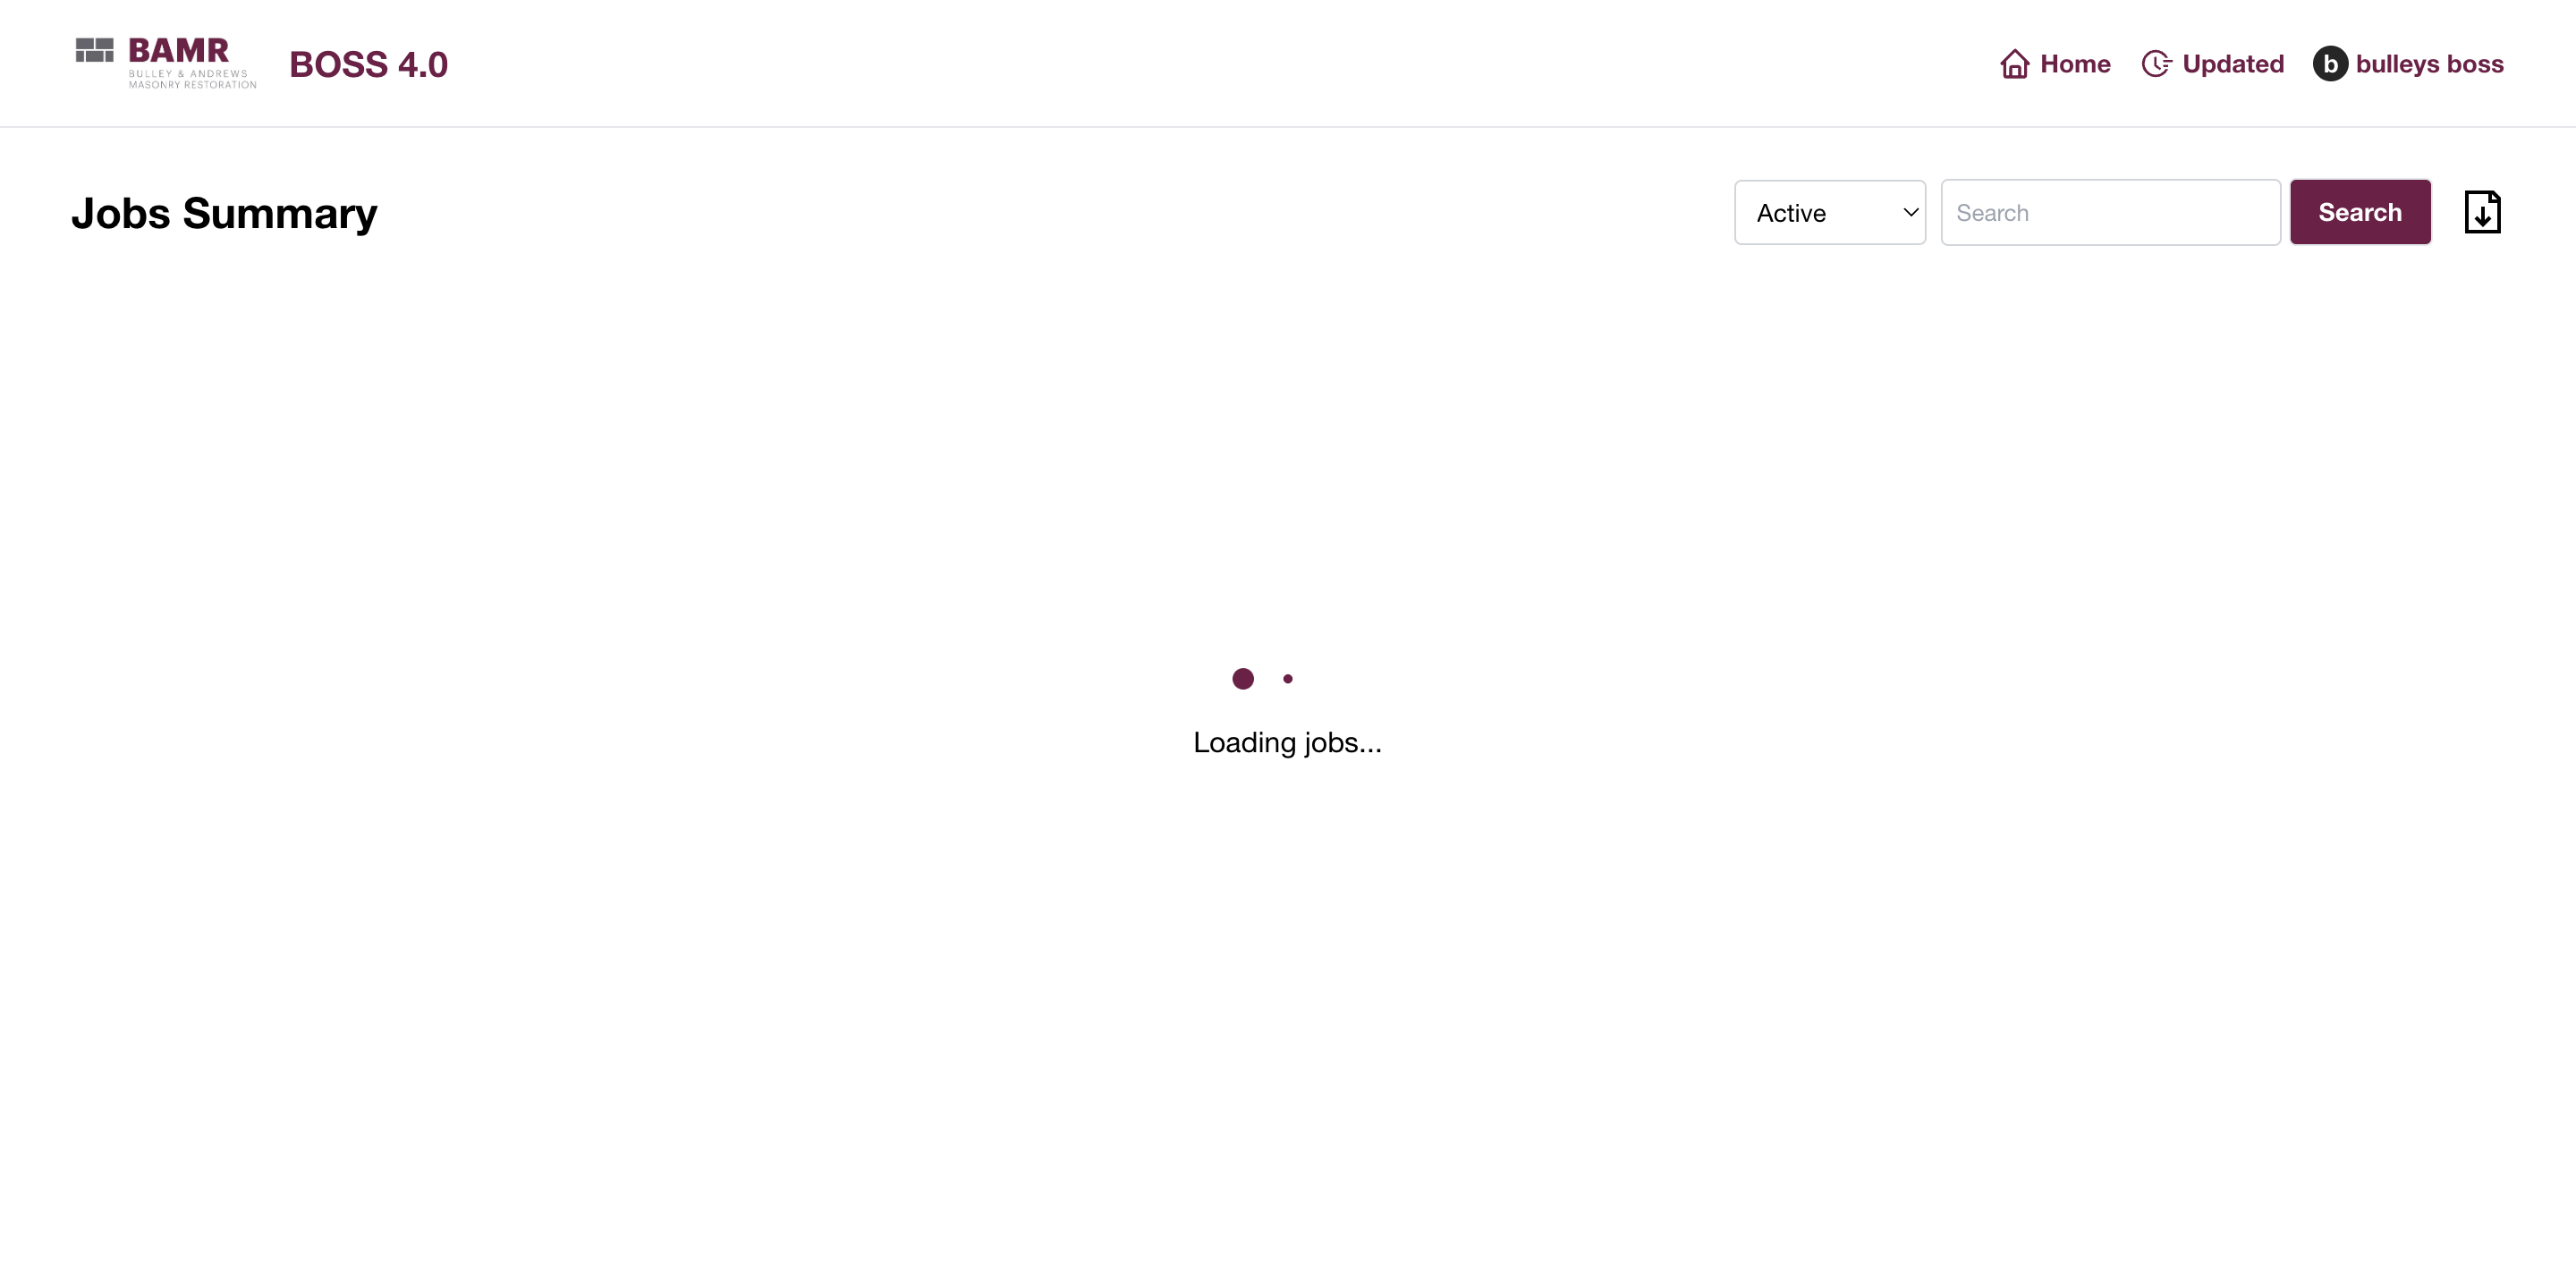 BAMR
BULLEY & ANDREWS
MASONRY RESTORATION
BOSS 4.0
Home
Updated
b bulleys boss
Jobs Summary
Active
Search
Search
Loading jobs...